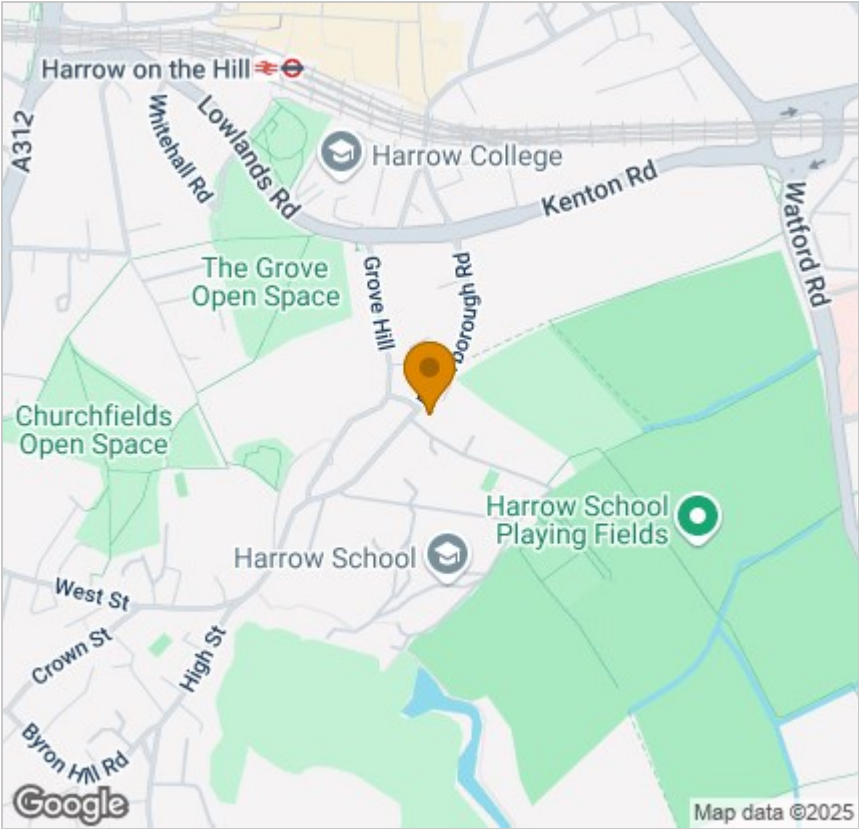 Harrow on the Hill
A312
Whitehall Rd
Lowlands Rd
Harrow College
Kenton Rd
Watford Rd
The Grove
Open Space
Grove Hill
orough Rd
Churchfields
Open Space
Harrow School
Playing Fields
Harrow School
West St
Crown St
High St
Byron Hill Rd
Google
Map data ©2025